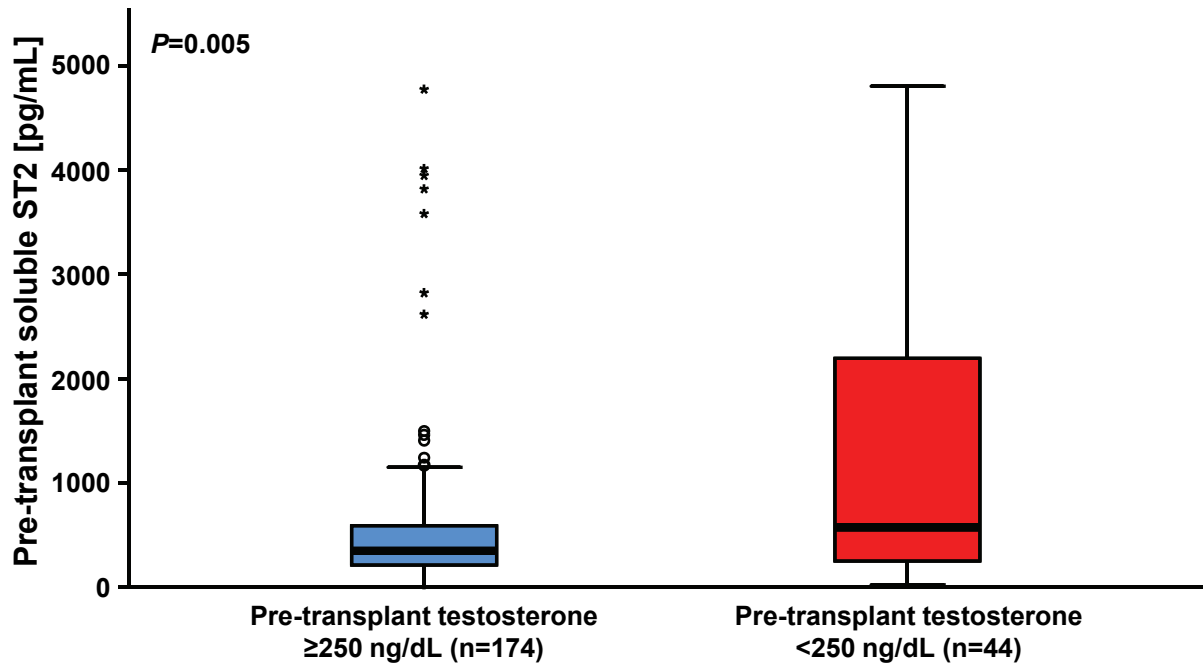 P=0.005
Pre-transplant soluble ST2 [pg/mL]
5000
4000
3000
2000
1000
0
Pre-transplant testosterone
≥250 ng/dL (n=174)
Pre-transplant testosterone
<250 ng/dL (n=44)